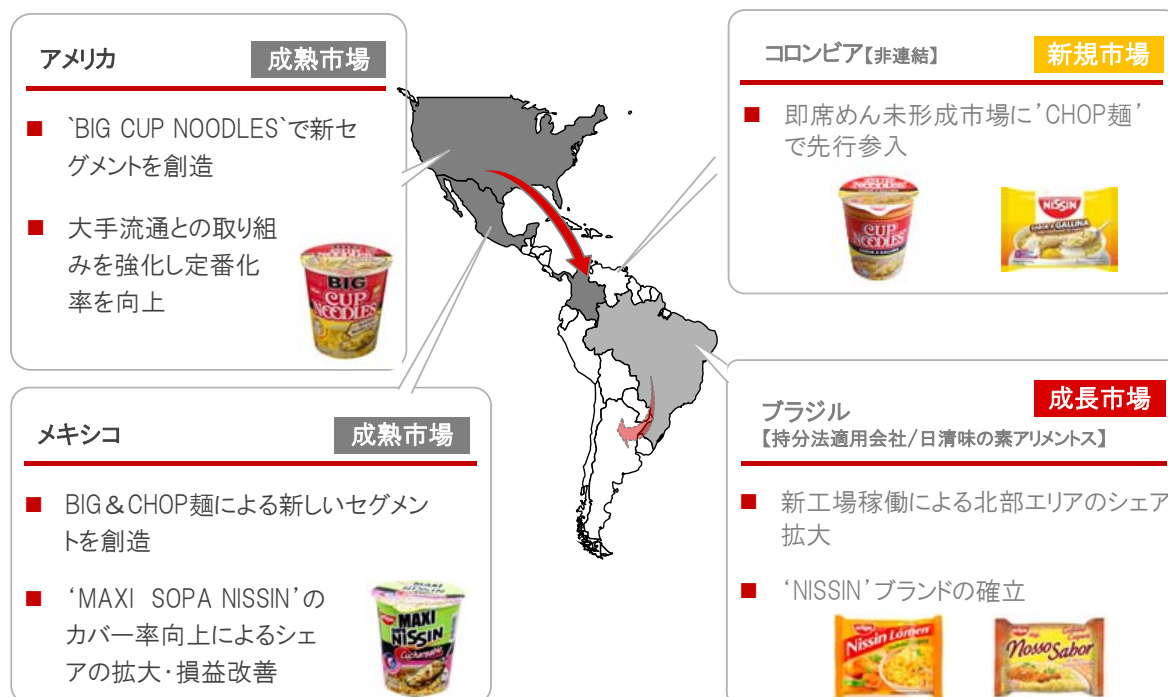 アメリカ
成熟市場
■ `BIG CUP NOODLES`で新セ
グメントを創造
■ 大手流通との取り組
みを強化し定番化
率を向上
BIG
CUP
NOODLES
メキシコ
成熟市場
■ BIG&CHOP麺による新しいセグメン
トを創造
■ ‘MAXI SOPA NISSIN’の
カバー率向上によるシェ
アの拡大・損益改善
MAXI
NISSIN
コロンビア【非連結】
新規市場
■ 即席めん未形成市場に’CHOP麺’
で先行参入
CUP
NOODLES
NISSIN
SABOR A GALLINA
ブラジル
成長市場
【持分法適用会社/日清味の素アリメントス】
■ 新工場稼働による北部エリアのシェア
拡大
■ ‘NISSIN’ブランドの確立
Nissin Lámen
Nosso Sabor